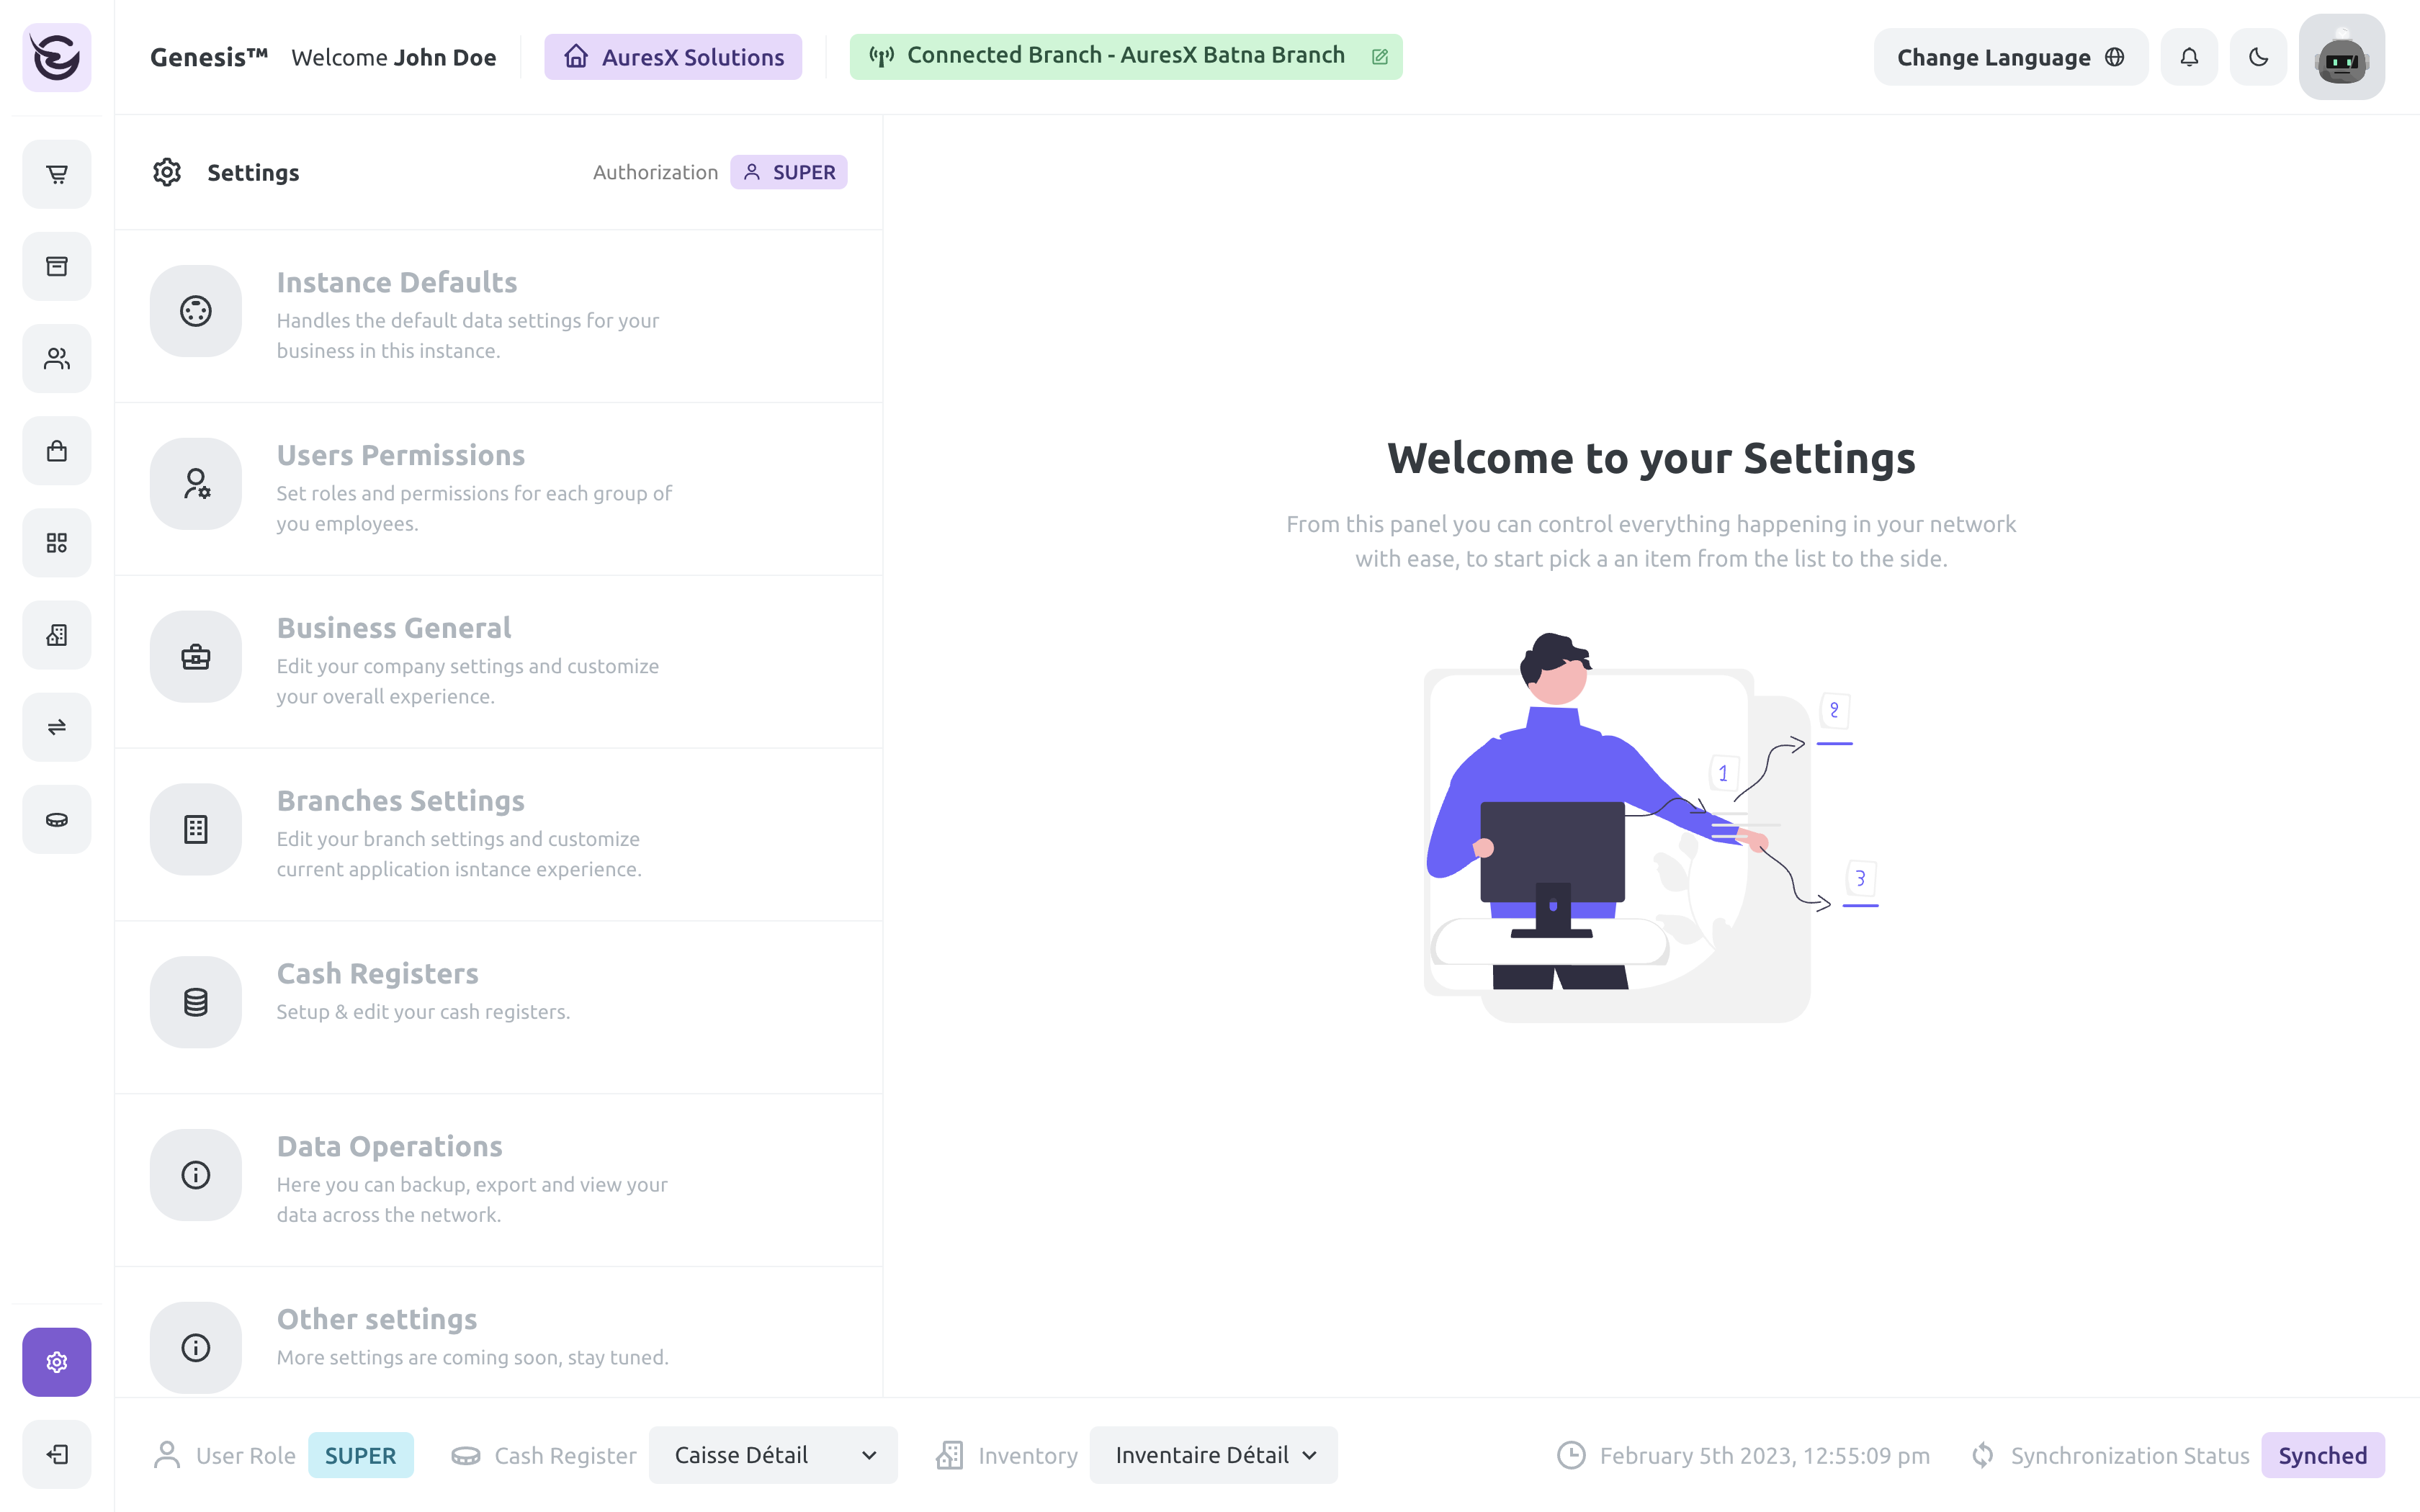 Genesis™ Welcome John Doe
AuresX Solutions
Connected Branch - AuresX Batna Branch
Change Language
Settings
Authorization
SUPER
Instance Defaults
Handles the default data settings for your
business in this instance.
Users Permissions
Set roles and permissions for each group of
you employees.
Business General
Edit your company settings and customize
your overall experience.
Branches Settings
Edit your branch settings and customize
current application isntance experience.
Cash Registers
Setup & edit your cash registers.
Data Operations
Here you can backup, export and view your
data across the network.
Other settings
More settings are coming soon, stay tuned.
Welcome to your Settings
From this panel you can control everything happening in your network
with ease, to start pick a an item from the list to the side.
2
1
3
User Role
SUPER
Cash Register
Caisse Détail
Inventory
Inventaire Détail
February 5th 2023, 12:55:09 pm
Synchronization Status
Synched